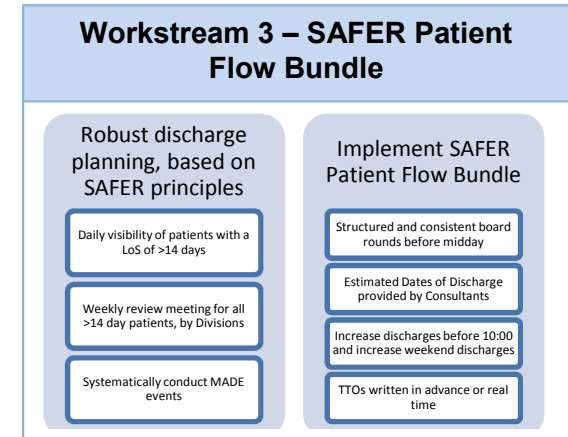 Workstream 3 – SAFER Patient
Flow Bundle
Robust discharge
planning, based on
SAFER principles
Daily visibility of patients with a
LoS of >14 days
Weekly review meeting for all
>14 day patients, by Divisions
Systematically conduct MADE
events
Implement SAFER
Patient Flow Bundle
Structured and consistent board
rounds before midday
Estimated Dates of Discharge
provided by Consultants
Increase discharges before 10:00
and increase weekend discharges
TTOs written in advance or real
time